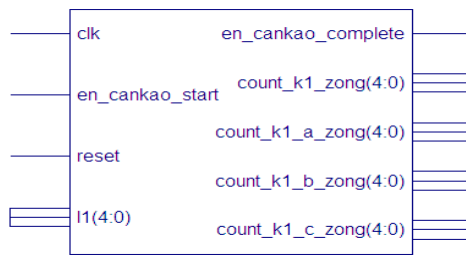 clk
en_cankao_complete
count_k1_zong(4:0)
en_cankao_start
count_k1_a_zong(4:0)
reset
count_k1_b_zong(4:0)
l1(4:0)
count_k1_c_zong(4:0)